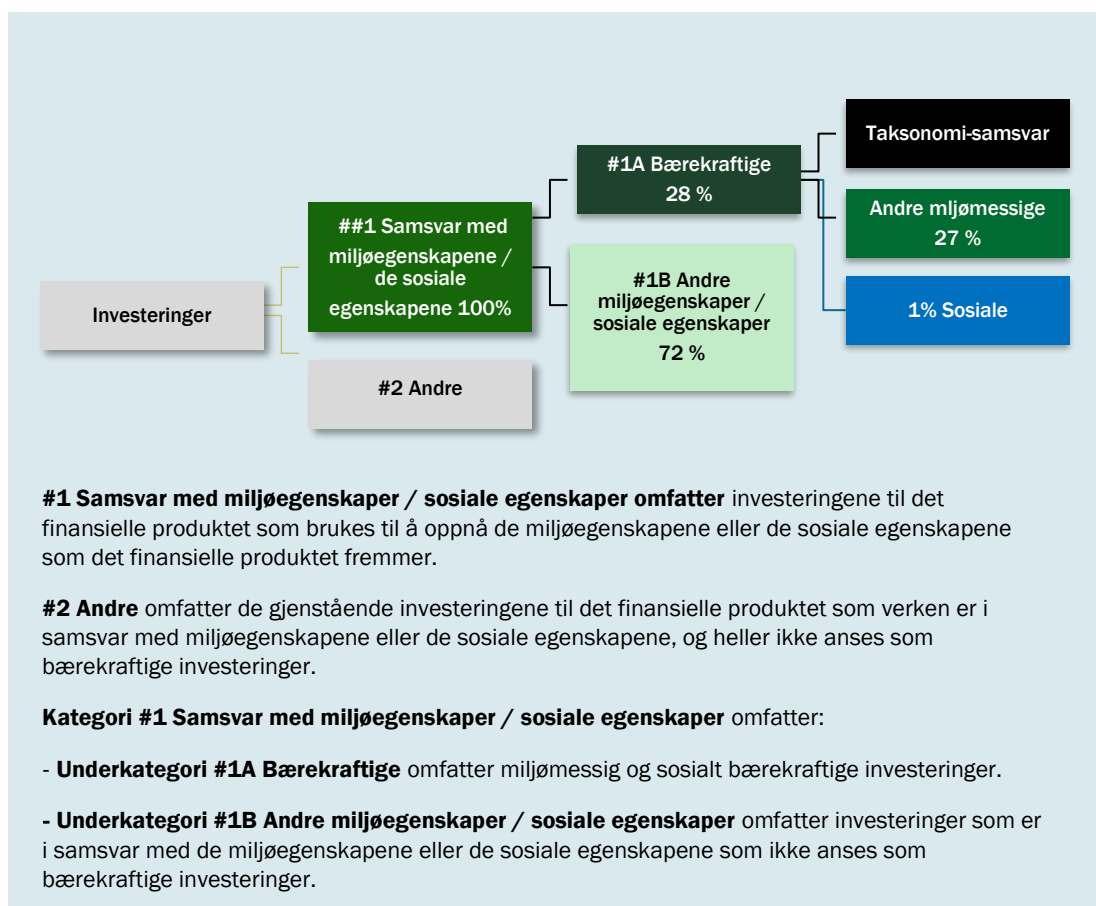 Investeringer
##1 Samsvar med
miljøegenskapene /
de sosiale
egenskapene 100%
#2 Andre
#1A Bærekraftige
28 %
#1B Andre
miljøegenskaper /
sosiale egenskaper
72 %
Taksonomi-samsvar
Andre mljømessige
27 %
1% Sosiale
#1 Samsvar med miljøegenskaper / sosiale egenskaper omfatter investeringene til det
finansielle produktet som brukes til å oppnå de miljøegenskapene eller de sosiale egenskapene
som det finansielle produktet fremmer.
#2 Andre omfatter de gjenstående investeringene til det finansielle produktet som verken er i
samsvar med miljøegenskapene eller de sosiale egenskapene, og heller ikke anses som
bærekraftige investeringer.
Kategori #1 Samsvar med miljøegenskaper / sosiale egenskaper omfatter:
- Underkategori #1A Bærekraftige omfatter miljømessig og sosialt bærekraftige investeringer.
- Underkategori #1B Andre miljøegenskaper / sosiale egenskaper omfatter investeringer som er
i samsvar med de miljøegenskapene eller de sosiale egenskapene som ikke anses som
bærekraftige investeringer.